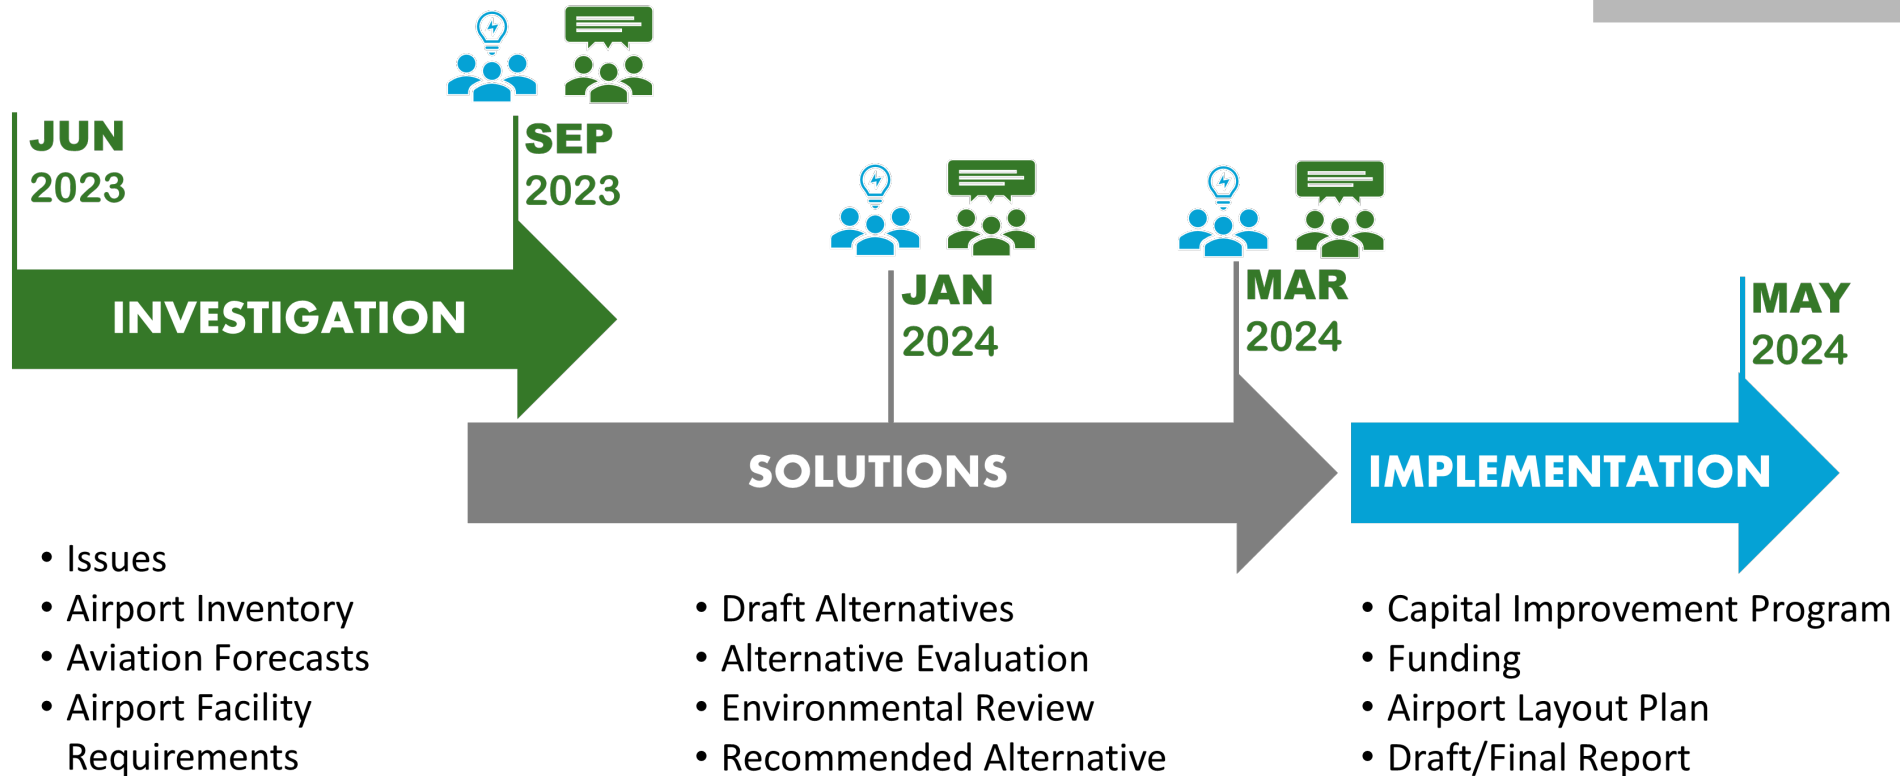 JUN
2023
SEP
2023
JAN
2024
MAR
2024
MAY
2024
INVESTIGATION
SOLUTIONS
IMPLEMENTATION
• Issues
• Airport Inventory
• Aviation Forecasts
• Airport Facility
Requirements
• Draft Alternatives
• Alternative Evaluation
• Environmental Review
• Recommended Alternative
• Capital Improvement Program
• Funding
• Airport Layout Plan
• Draft/Final Report